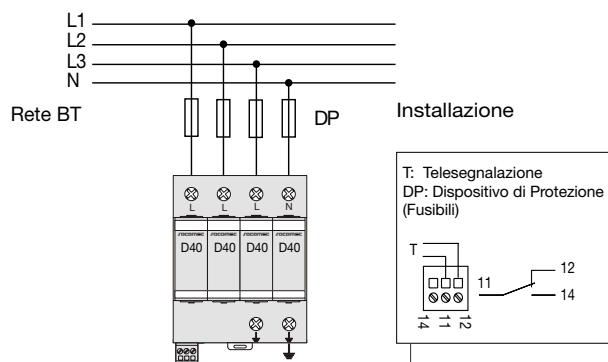 L1
L2
L3
N
Rete BT
DP
Installazione
L L L N
socomec socomec socomec socomec
D40 D40 D40 D40
T: Telesegnalazione
DP: Dispositivo di Protezione
(Fusibili)
T
11
12
14
14 11 12